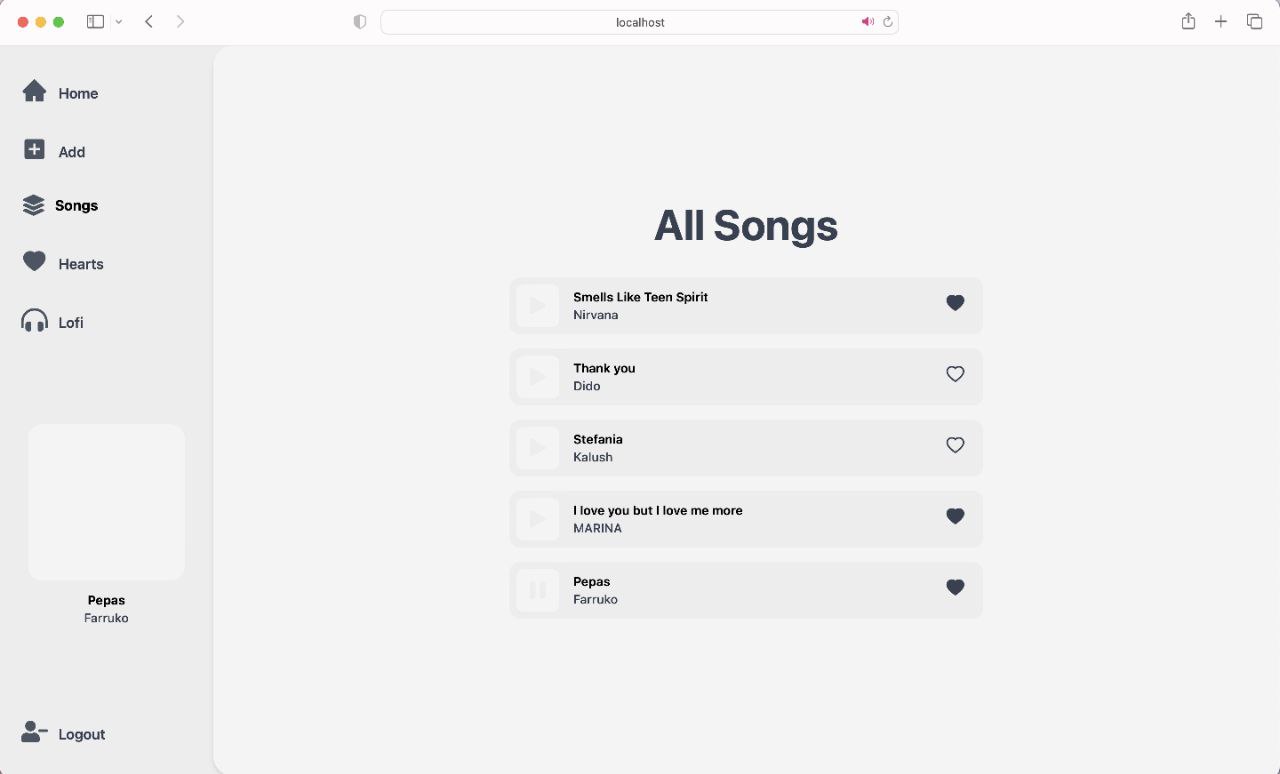 localhost
Home
Add
Songs
Hearts
Lofi
Pepas
Farruko
Logout
All Songs
Smells Like Teen Spirit
Nirvana
Thank you
Dido
Stefania
Kalush
I love you but I love me more
MARINA
Pepas
Farruko